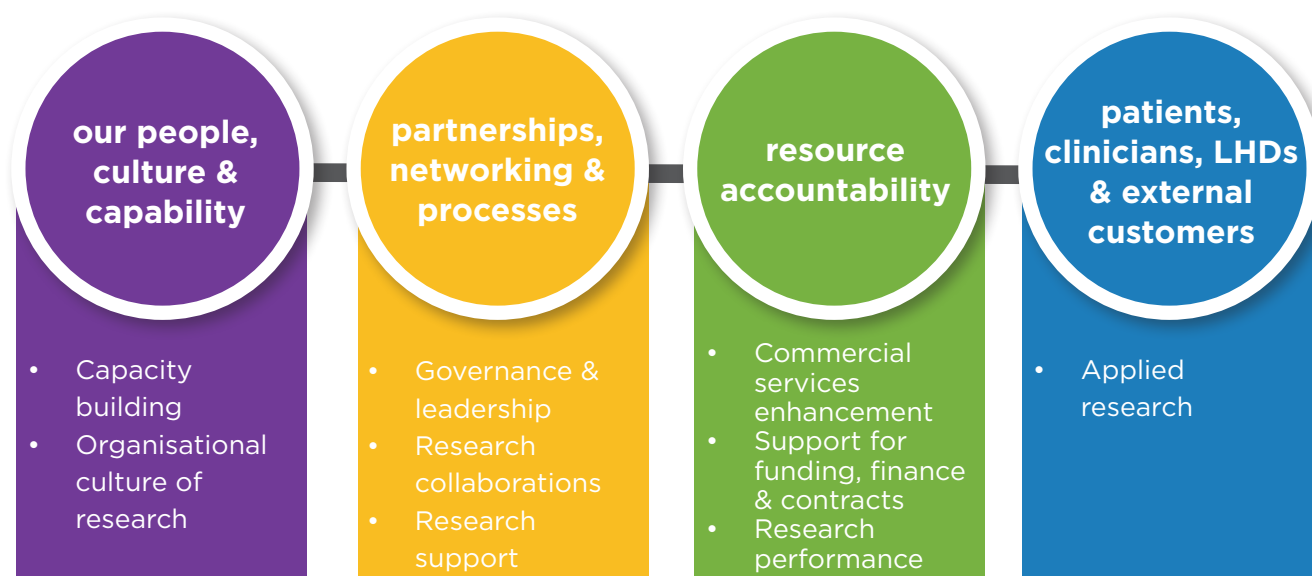 our people,
culture &
capability
• Capacity
building
• Organisational
culture of
research
partnerships,
networking &
processes
• Governance &
leadership
• Research
collaborations
• Research
support
resource
accountability
• Commercial
services
enhancement
• Support for
funding, finance
& contracts
• Research
performance
patients,
clinicians, LHDs
& external
customers
• Applied
research